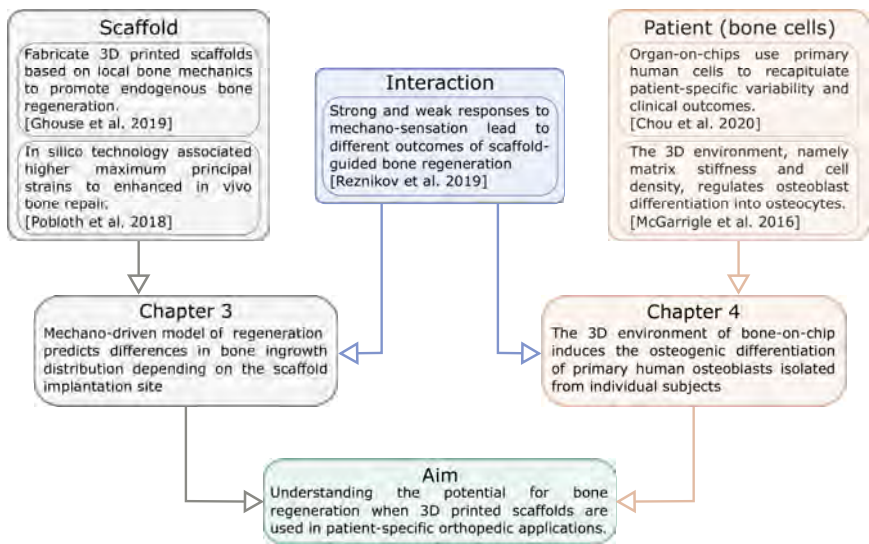 Scaffold
Fabricate 3D printed scaffolds
based on local bone mechanics
to promote endogenous bone
regeneration.
[Ghouse et al. 2019]
In silico technology associated
higher maximum principal
strains to enhanced in vivo
bone repair.
[Pobloth et al. 2018]
Interaction
Strong and weak responses to
mechano-sensation lead to
different outcomes of scaffold-
guided bone regeneration
[Reznikov et al. 2019]
Patient (bone cells)
Organ-on-chips use primary
human cells to recapitulate
patient-specific variability and
clinical outcomes.
[Chou et al. 2020]
The 3D environment, namely
matrix stiffness and cell
density, regulates osteoblast
differentiation into osteocytes.
[McGarrigle et al. 2016]
Chapter 3
Mechano-driven model of regeneration
predicts differences in bone ingrowth
distribution depending on the scaffold
implantation site
Chapter 4
The 3D environment of bone-on-chip
induces the osteogenic differentiation
of primary human osteoblasts isolated
from individual subjects
Aim
Understanding the potential for bone
regeneration when 3D printed scaffolds are
used in patient-specific orthopedic applications.